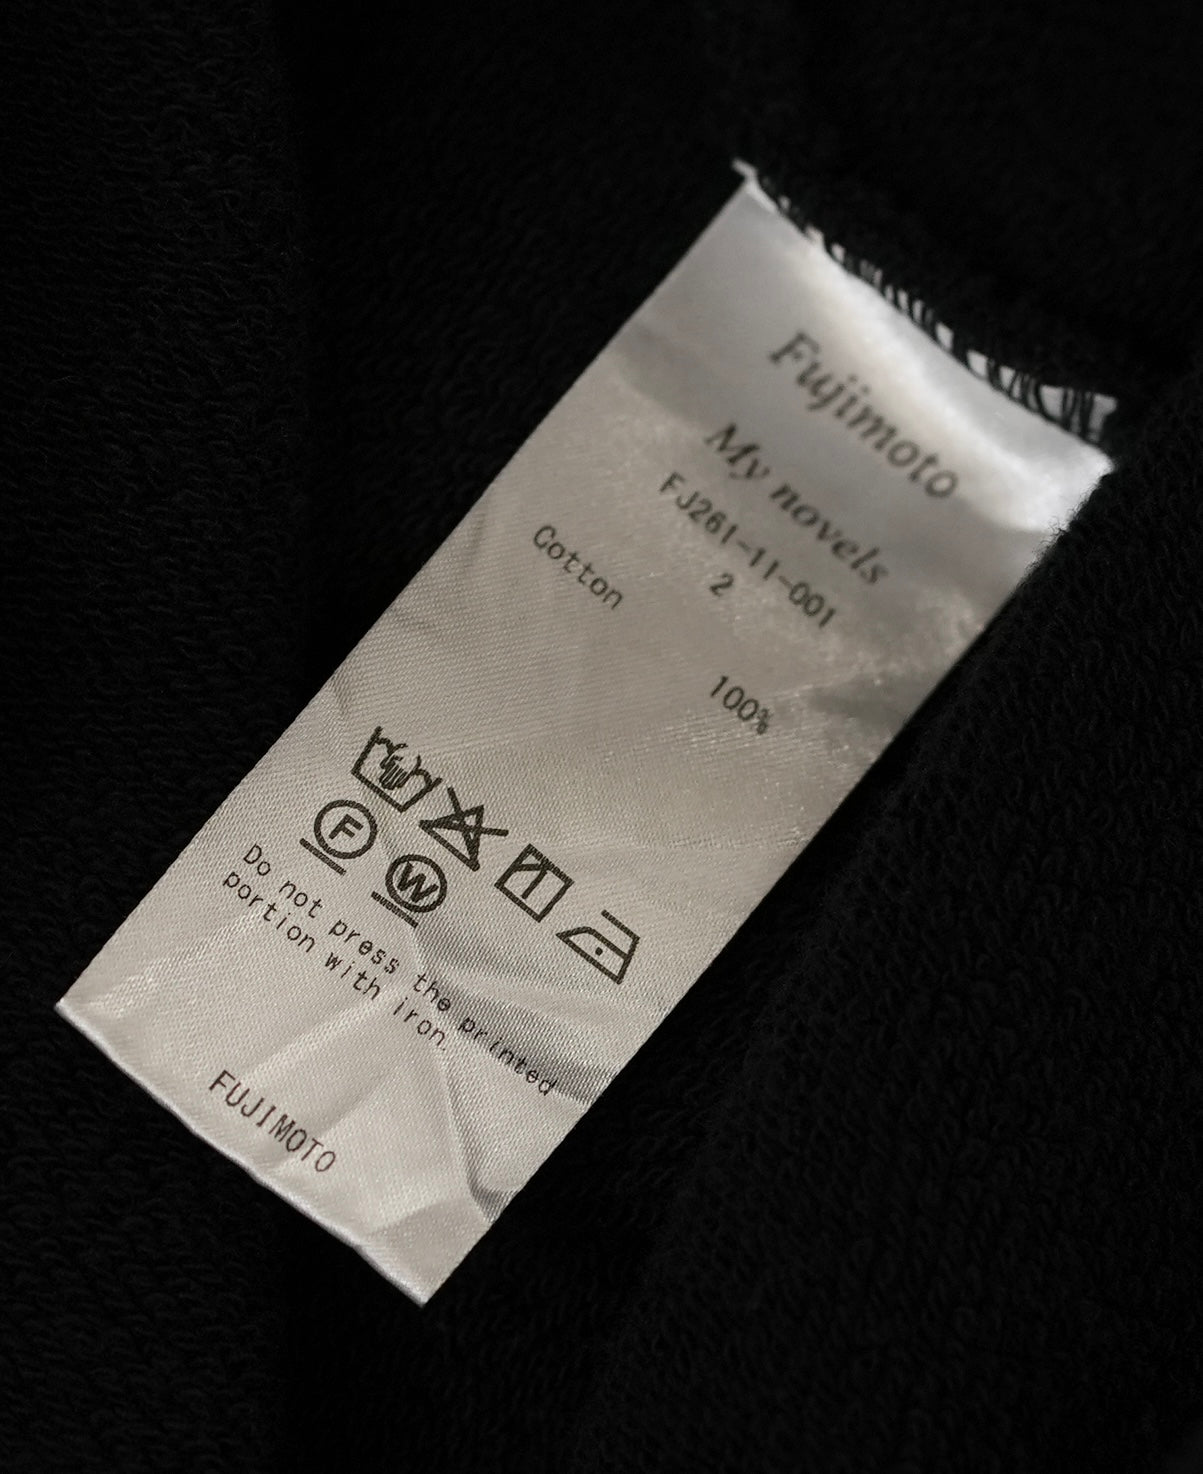 Fujimoto
My novels
FJ261-11-001
2
Cotton
100%
F W
Do not press the printed
portion with iron.
FUJIMOTO